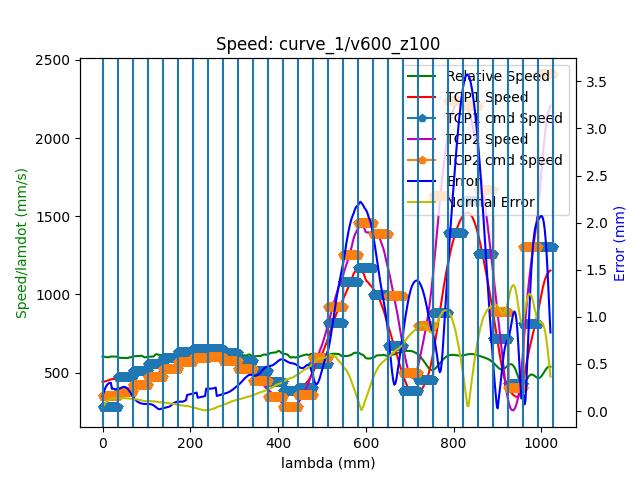 Speed: curve_1/v600_z100
2500
2000
1500
1000
500
Speed/lamdot (mm/s)
Relative Speed
TCP1 Speed
TCP1 cmd Speed
TCP2 Speed
TCP2 cmd Speed
Error
Normal Error
3.5
3.0
2.5
2.0
1.5
1.0
0.5
0.0
Error (mm)
0 200 400 600 800 1000
lambda (mm)